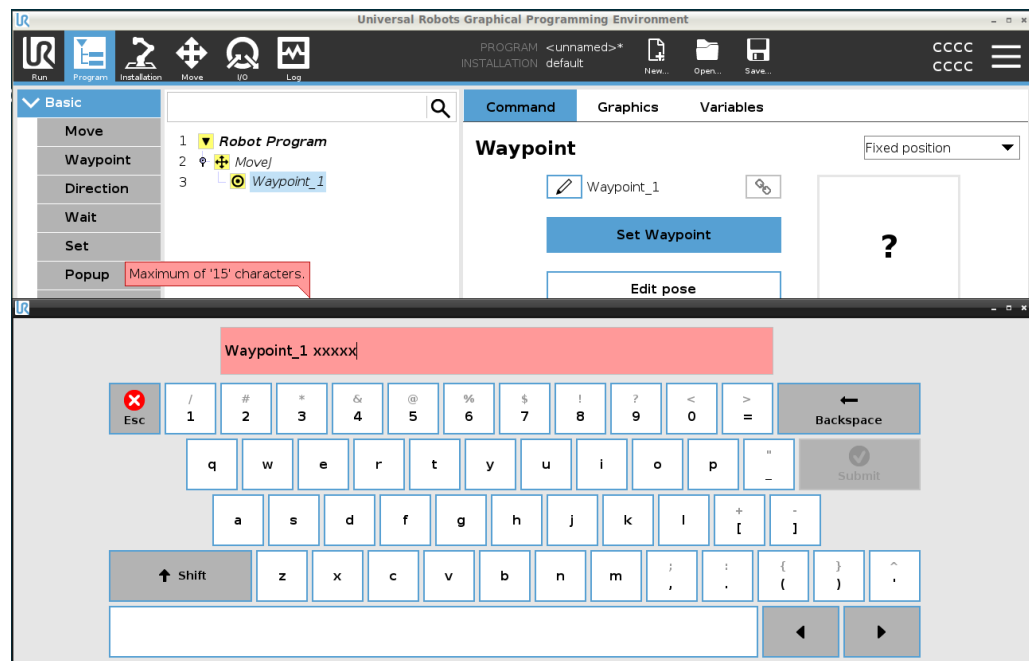 UR
Universal Robots Graphical Programming Environment
Run
Program
Installation
Move
I/O
Log
PROGRAM <unnamed>*
INSTALLATION default
New...
Open...
Save...
CCCC
CCCC
Basic
Move
Waypoint
Direction
Wait
Set
Popup
1 Robot Program
2 MoveJ
3 Waypoint_1
Command Graphics Variables
Waypoint
Fixed position
Waypoint_1
Set Waypoint
?
Edit pose
Maximum of '15' characters.
UR
Waypoint_1 xxxxx
Esc
/ # * & @ % $ ! ? < >
1 2 3 4 5 6 7 8 9 0 =
Backspace
q w e r t y u i o p " _
Submit
a s d f g h j k l + [ - ]
Shift
z x c v b n m ; , : . { ( } ) ^ '